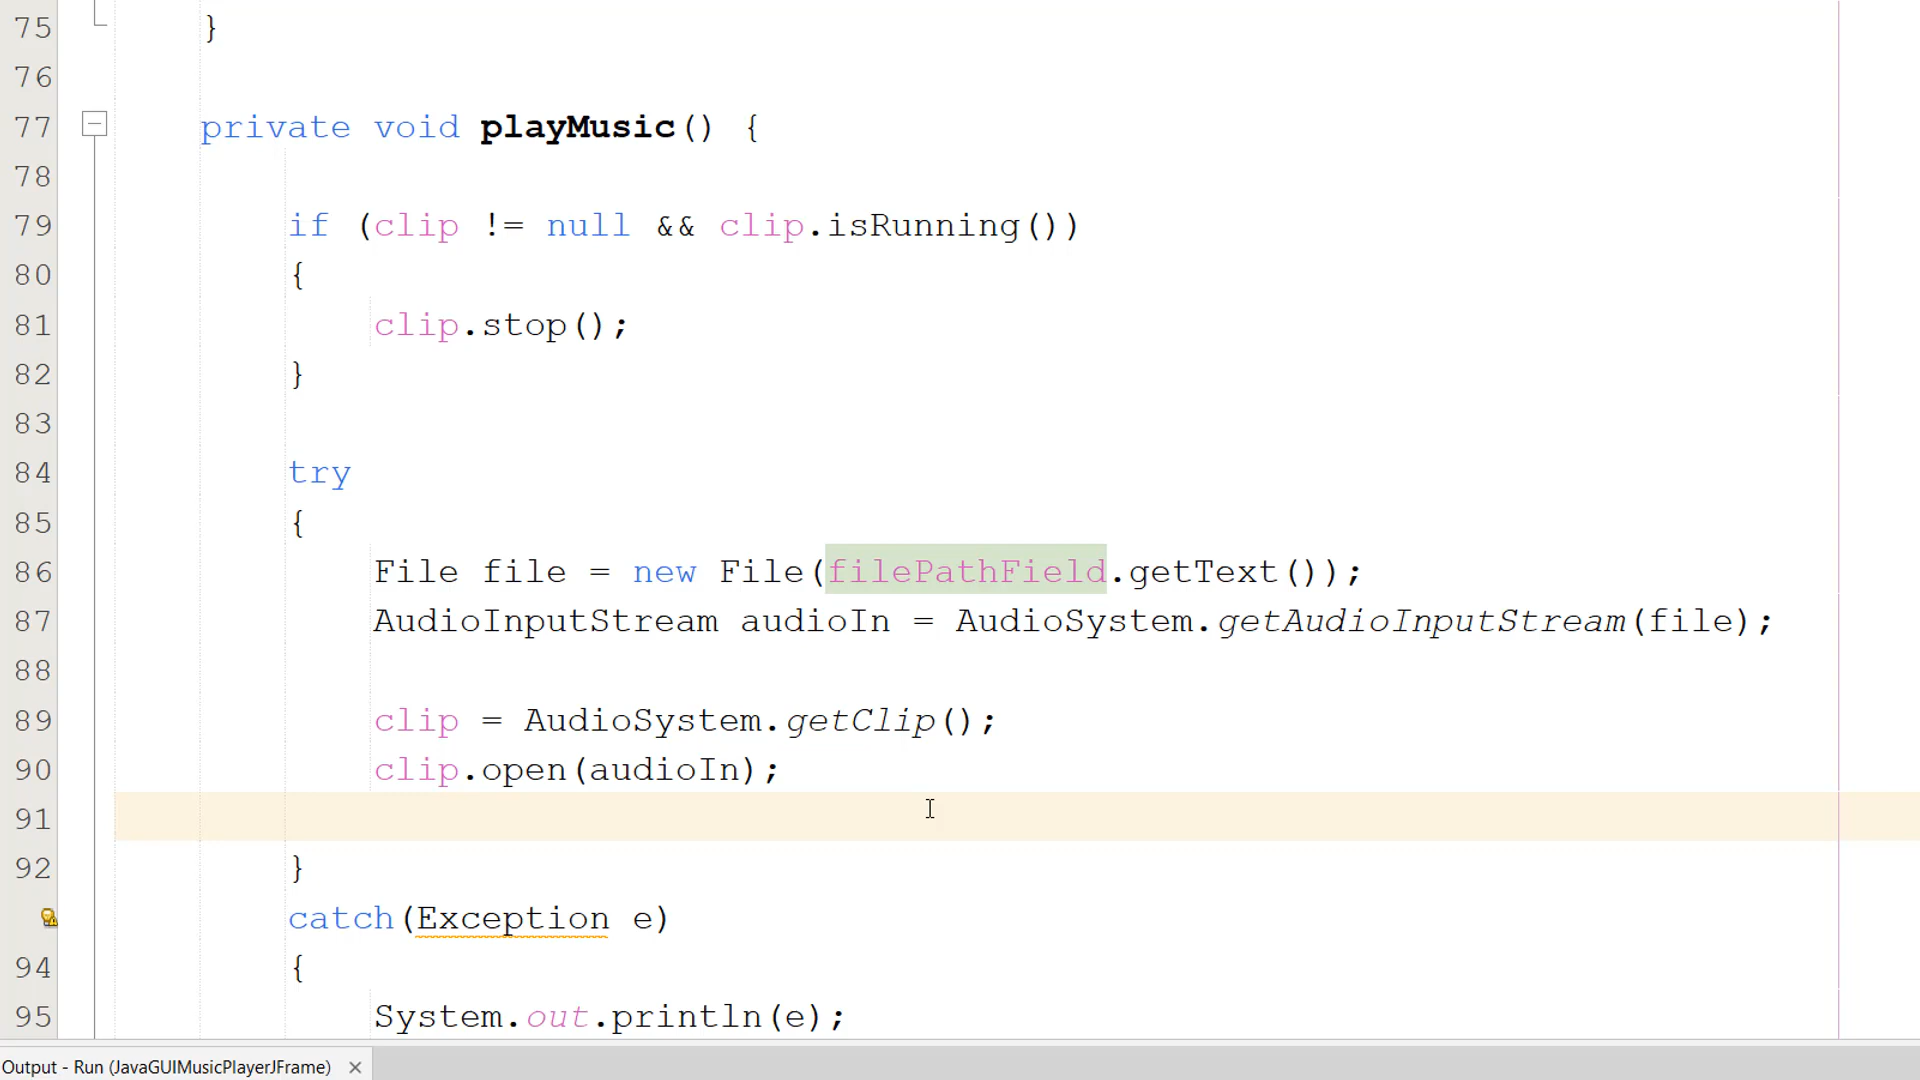 75 }
76
77 private void playMusic() {
78
79 if (clip != null && clip.isRunning())
80 {
81 clip.stop();
82 }
83
84 try
85 {
86 File file = new File(filePathField.getText());
87 AudioInputStream audioIn = AudioSystem.getAudioInputStream(file);
88
89 clip = AudioSystem.getClip();
90 clip.open(audioIn);
91
92 }
catch(Exception e)
94 {
95 System.out.println(e);
Output - Run (JavaGUIMusicPlayerJFrame) ×